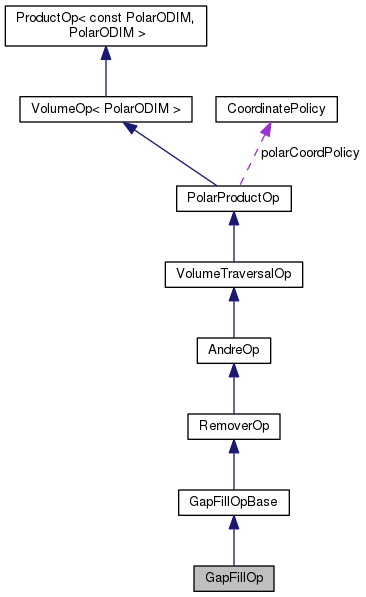 ProductOp< const PolarODIM,
PolarODIM >
VolumeOp< PolarODIM >
CoordinatePolicy
polarCoordPolicy
PolarProductOp
VolumeTraversalOp
AndreOp
RemoverOp
GapFillOpBase
GapFillOp